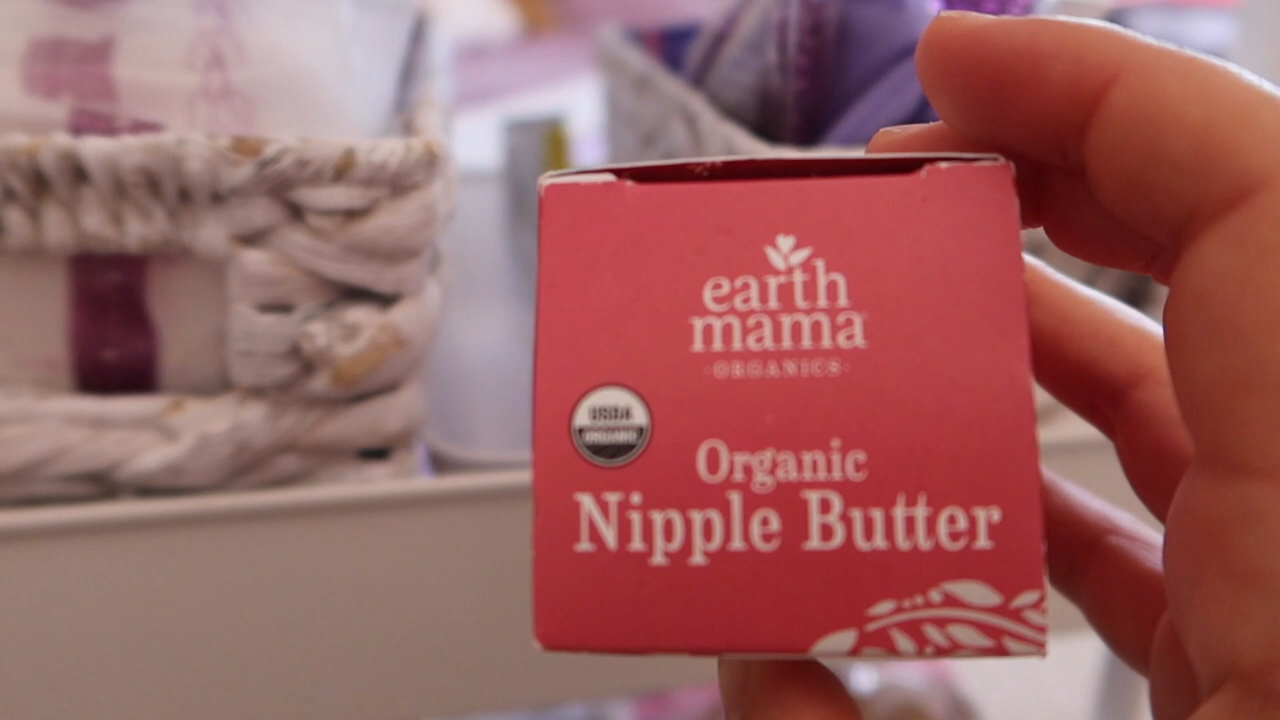 earth
mama
·ORGANICS·
USDA
ORGANIC
Organic
Nipple Butter